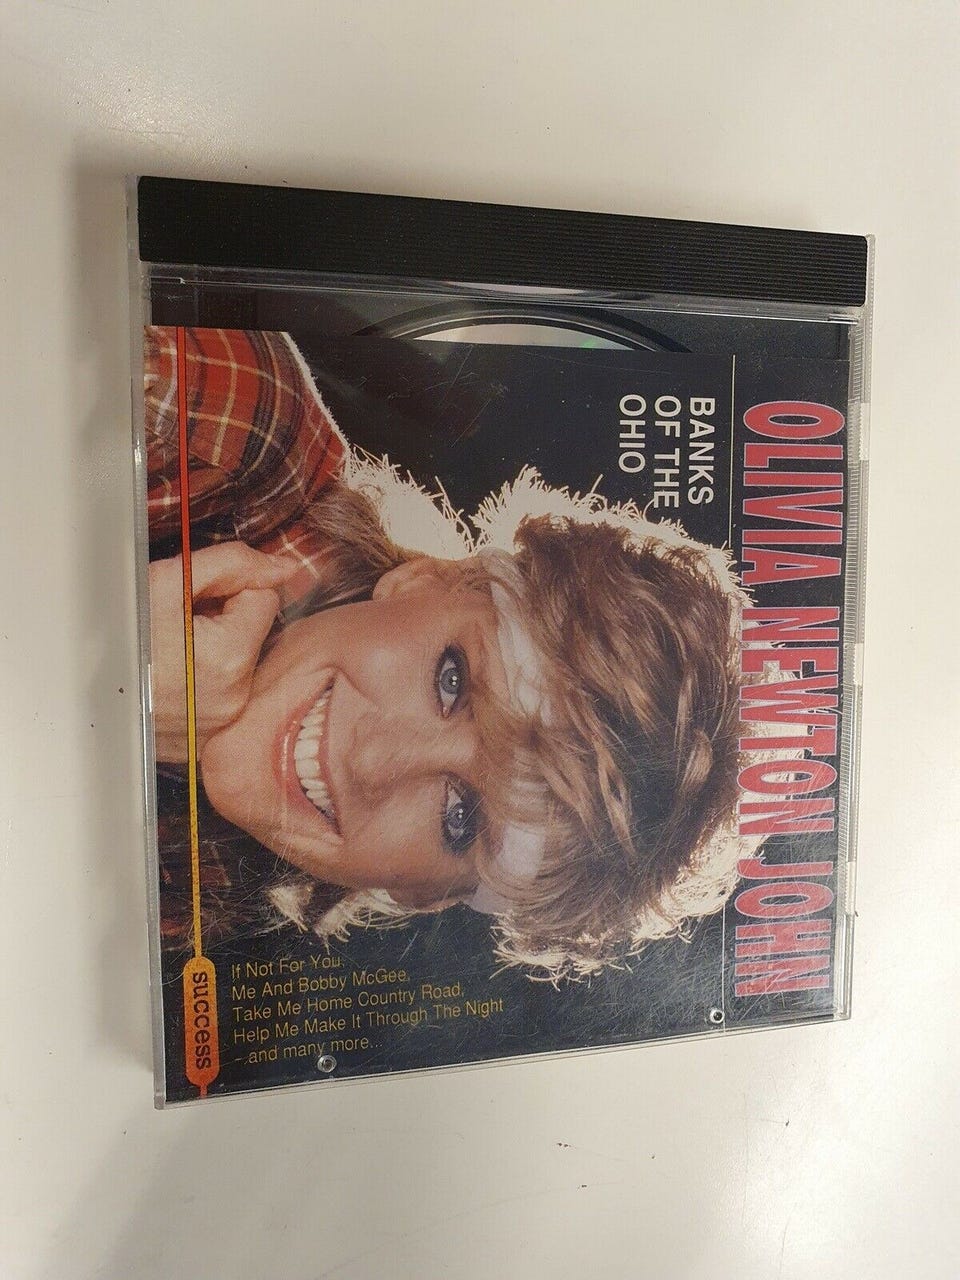 OLIVIA NEWTON JOHN
BANKS
OF THE
OHIO
If Not For You,
Me And Bobby McGee,
Take Me Home Country Road,
Help Me Make It Through The Night
...and many more...
success